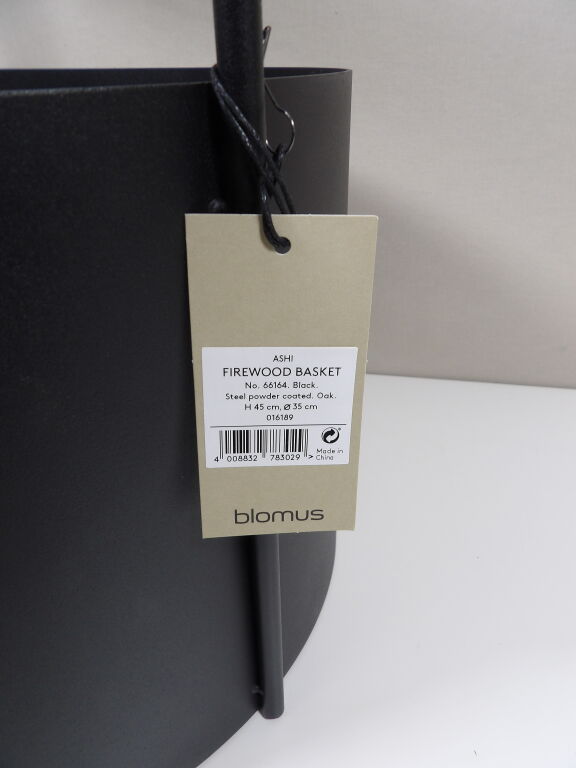 ASHI
FIREWOOD BASKET
No. 66164. Black.
Steel powder coated. Oak.
H 45 cm, Ø 35 cm
016189
4 008832 783029 >
Made in
China
blomus